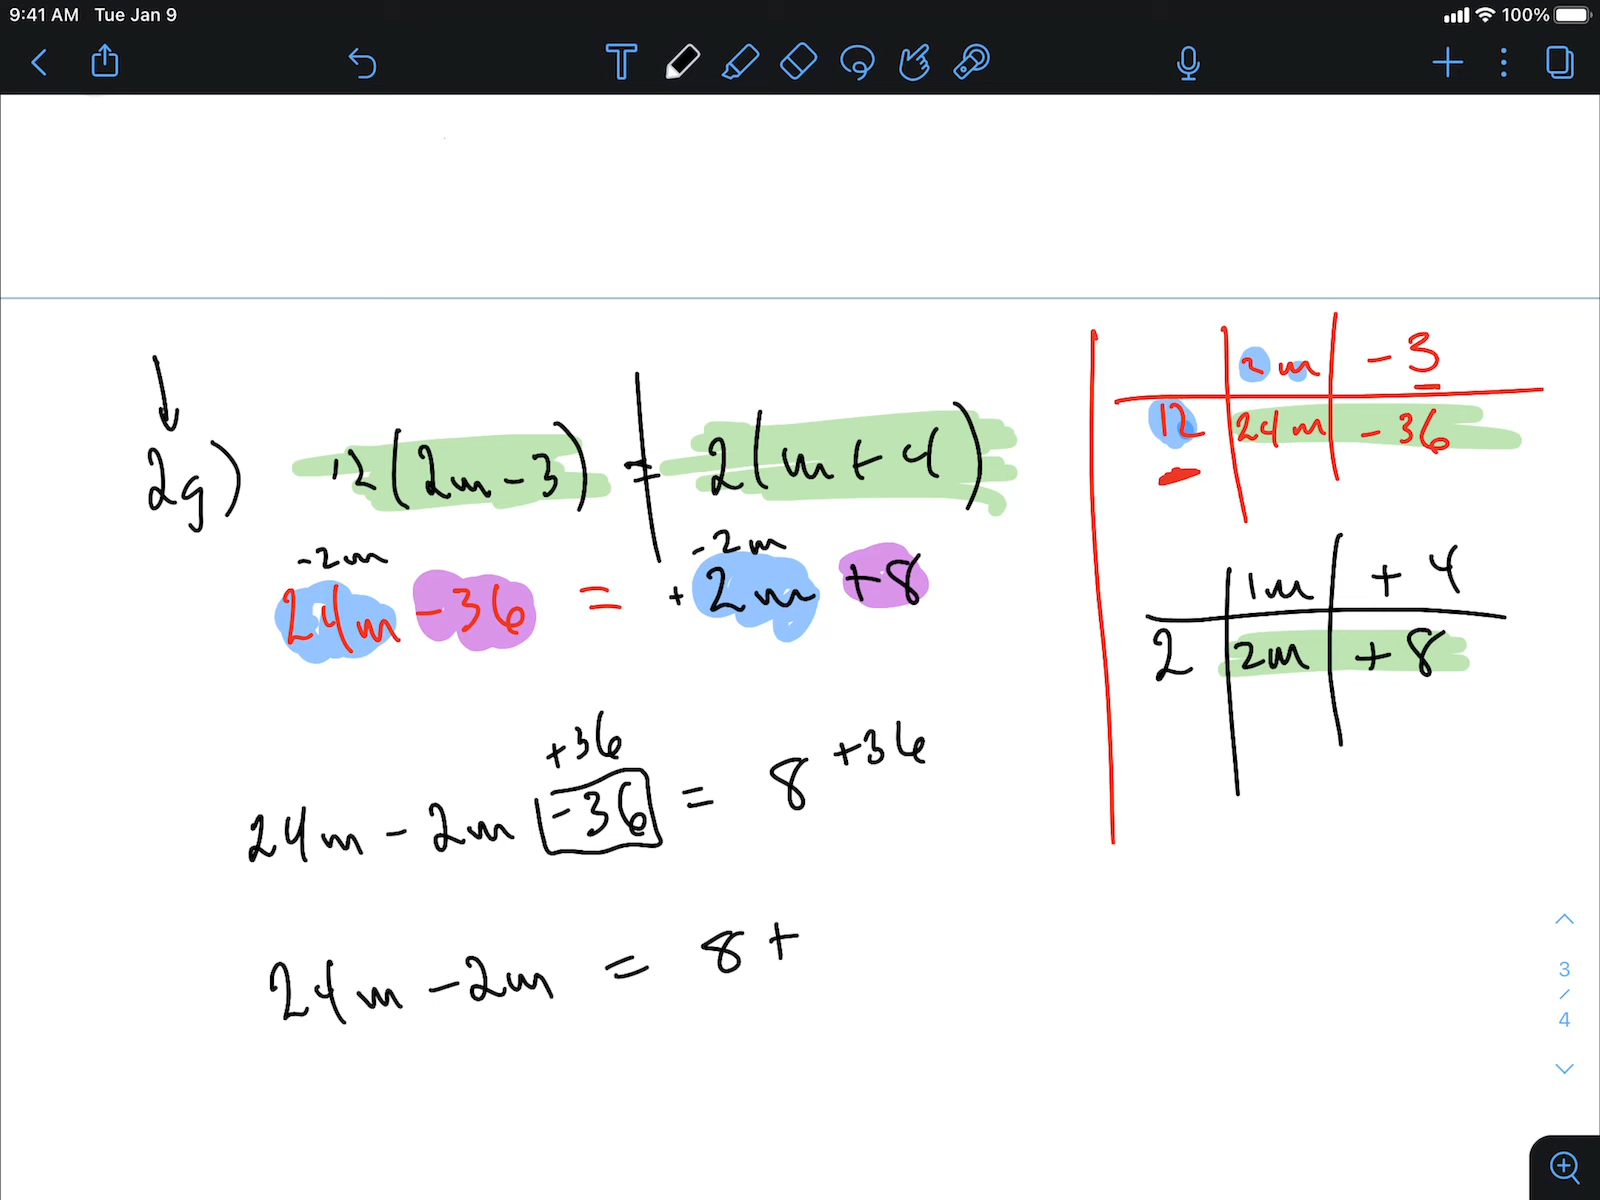 9:41 AM Tue Jan 9
100%
2g) 12(2m-3) = 2(m+4)
-2m -2m
24m -36 = +2m +8
+36 +36
24m - 2m -36 = 8
24m - 2m = 8 +
2m - 3
12 24m - 36
1m + 4
2 2m + 8
3
/
4